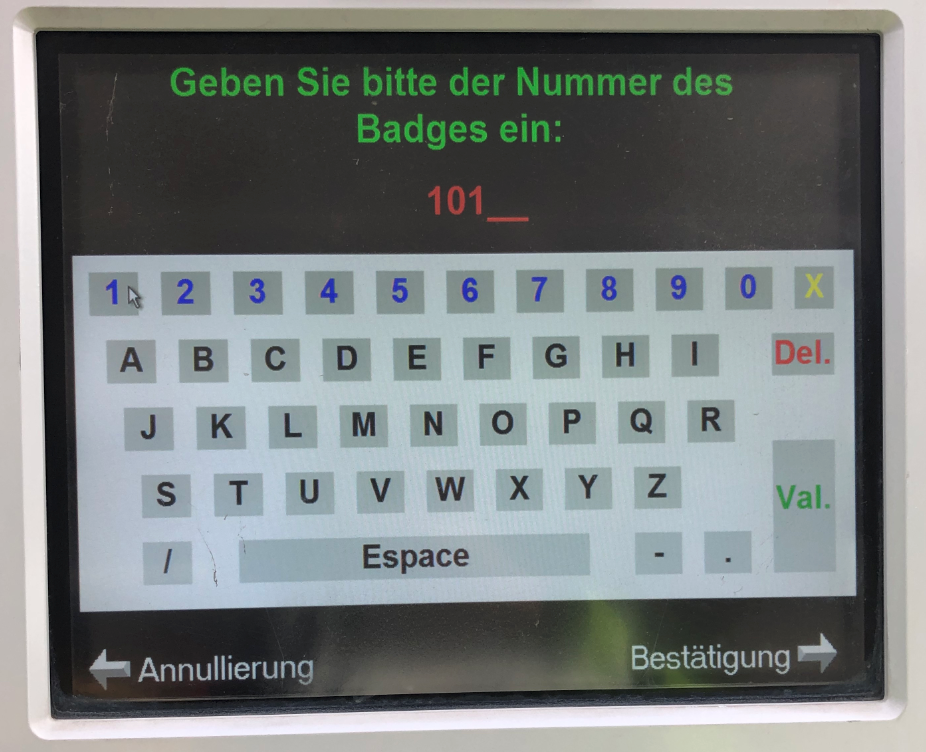 Geben Sie bitte der Nummer des
Badges ein:
101__
1 2 3 4 5 6 7 8 9 0 X
A B C D E F G H I Del.
J K L M N O P Q R
S T U V W X Y Z Val.
/ Espace - .
Annullierung Bestätigung